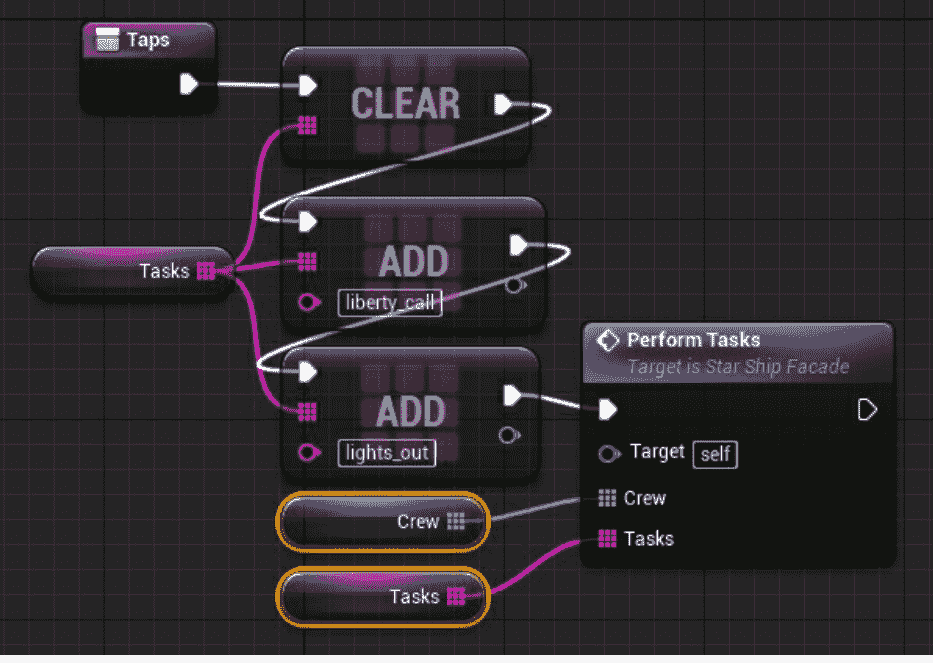 Taps
CLEAR
Tasks
ADD
liberty_call
ADD
lights_out
Perform Tasks
Target is Star Ship Facade
Target self
Crew
Tasks
Crew
Tasks